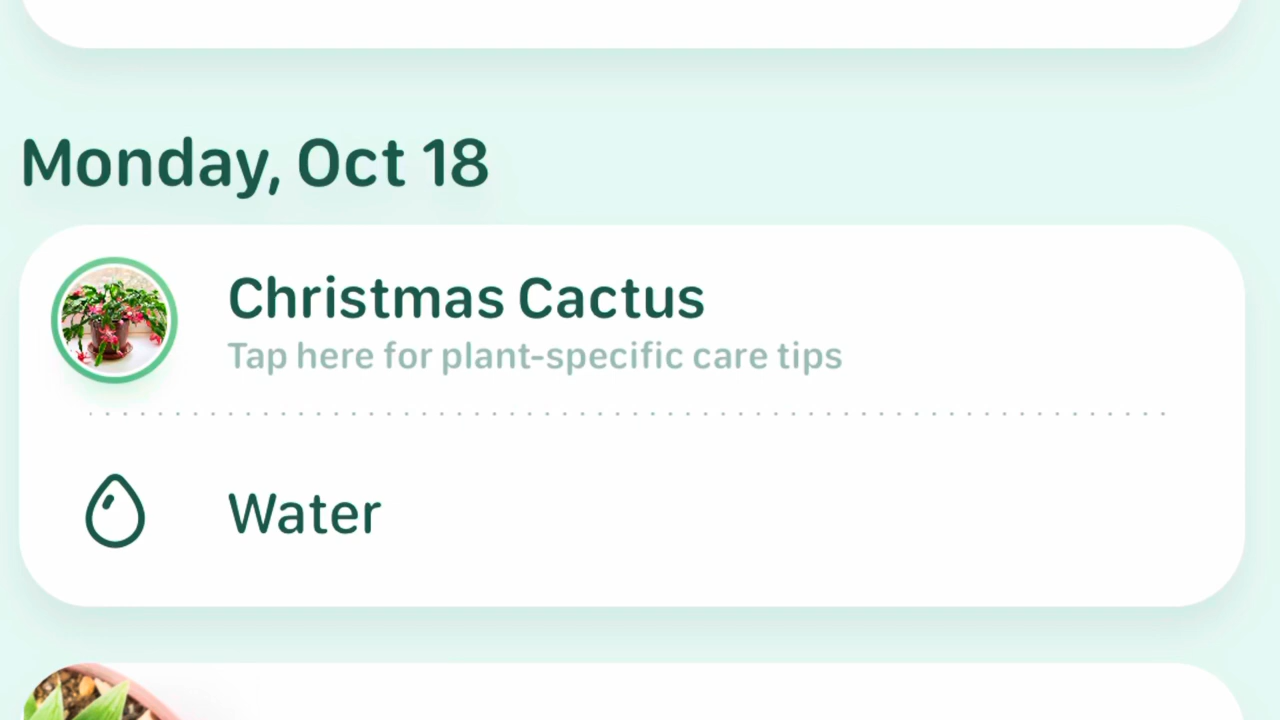 Monday, Oct 18
Christmas Cactus
Tap here for plant-specific care tips
Water